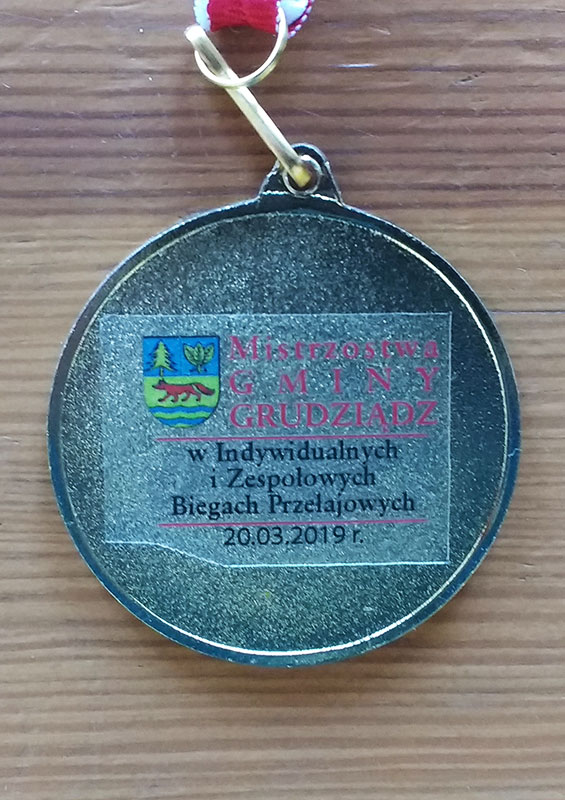 Mistrzostwa
GMINY
GRUDZIĄDZ
w Indywidualnych
i Zespołowych
Biegach Przełajowych
20.03.2019 r.